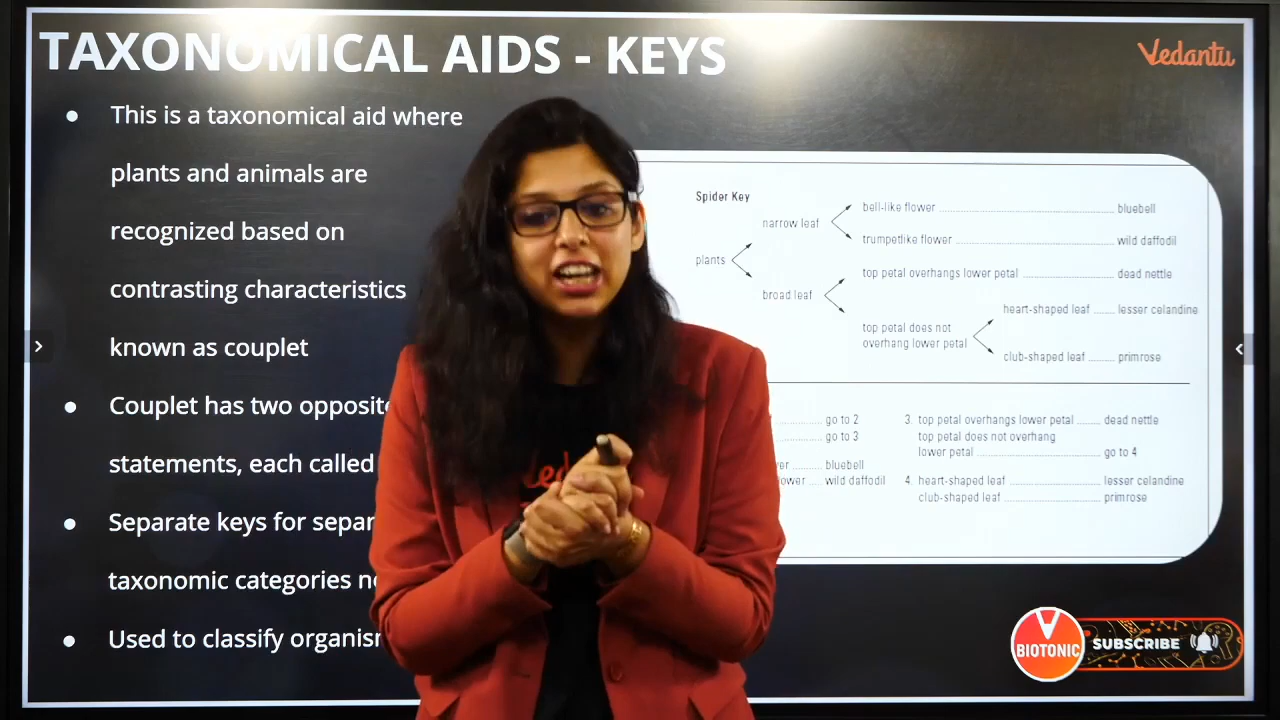 TAXONOMICAL AIDS - KEYS
Vedantu
● This is a taxonomical aid where
plants and animals are
recognized based on
contrasting characteristics
known as couplet
● Couplet has two opposite
statements, each called
● Separate keys for
taxonomic categories
● Used to classify
Spider Key
bell-like flower ........ bluebell
narrow leaf
trumpetlike flower ........ wild daffodil
plants
top petal overhangs lower petal ........ dead nettle
broad leaf
heart-shaped leaf ........ lesser celandine
top petal does not
overhang lower petal
club-shaped leaf ........ primrose
........ go to 2
........ go to 3
........ bluebell
........ wild daffodil
3. top petal overhangs lower petal ........ dead nettle
top petal does not overhang
lower petal ........ go to 4
4. heart-shaped leaf ........ lesser celandine
club-shaped leaf ........ primrose
V
BIOTONIC
SUBSCRIBE